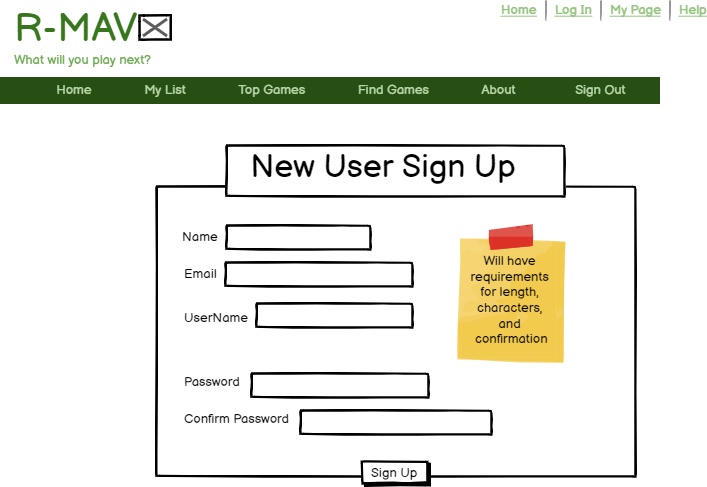 Home Log In My Page Help
R-MAV
What will you play next?
Home My List Top Games Find Games About Sign Out
New User Sign Up
Name
Email
UserName
Will have
requirements
for length,
characters,
and
confirmation
Password
Confirm Password
Sign Up